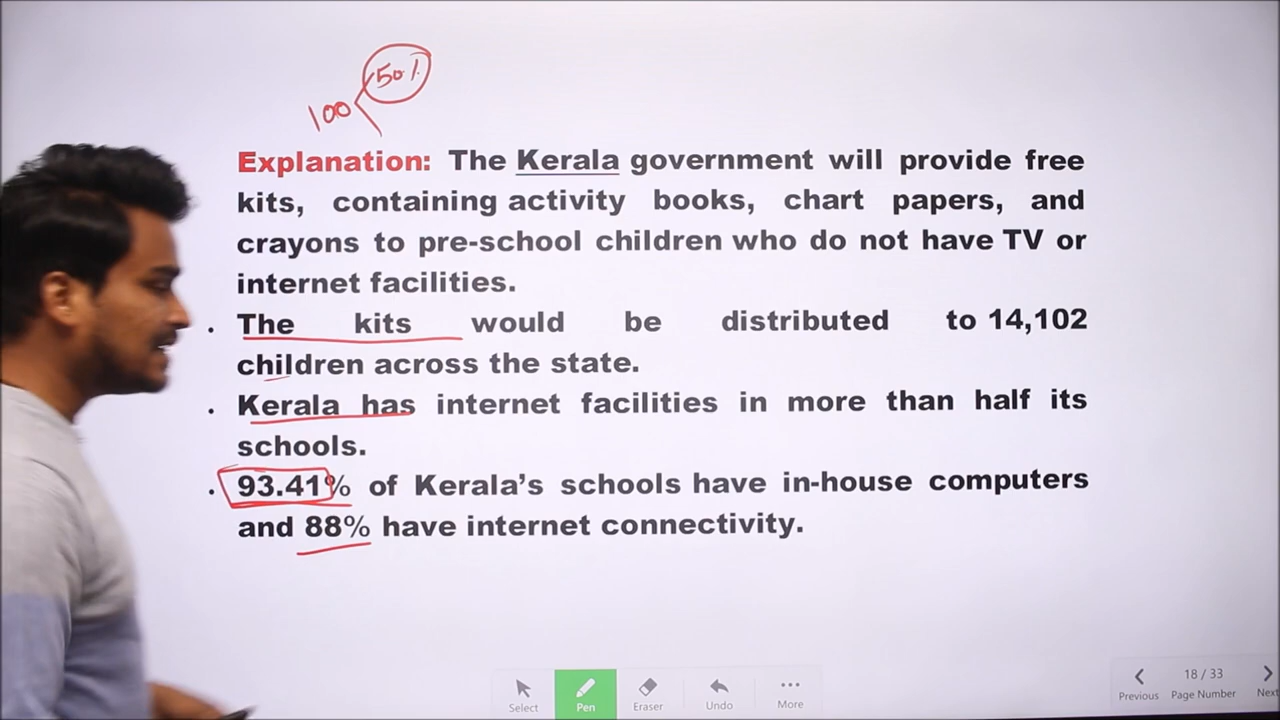 50%
100
Explanation: The Kerala government will provide free
kits, containing activity books, chart papers, and
crayons to pre-school children who do not have TV or
internet facilities.
. The kits would be distributed to 14,102
children across the state.
. Kerala has internet facilities in more than half its
schools.
. 93.41% of Kerala's schools have in-house computers
and 88% have internet connectivity.
Select Pen Eraser Undo More
18 / 33
Previous Page Number Next